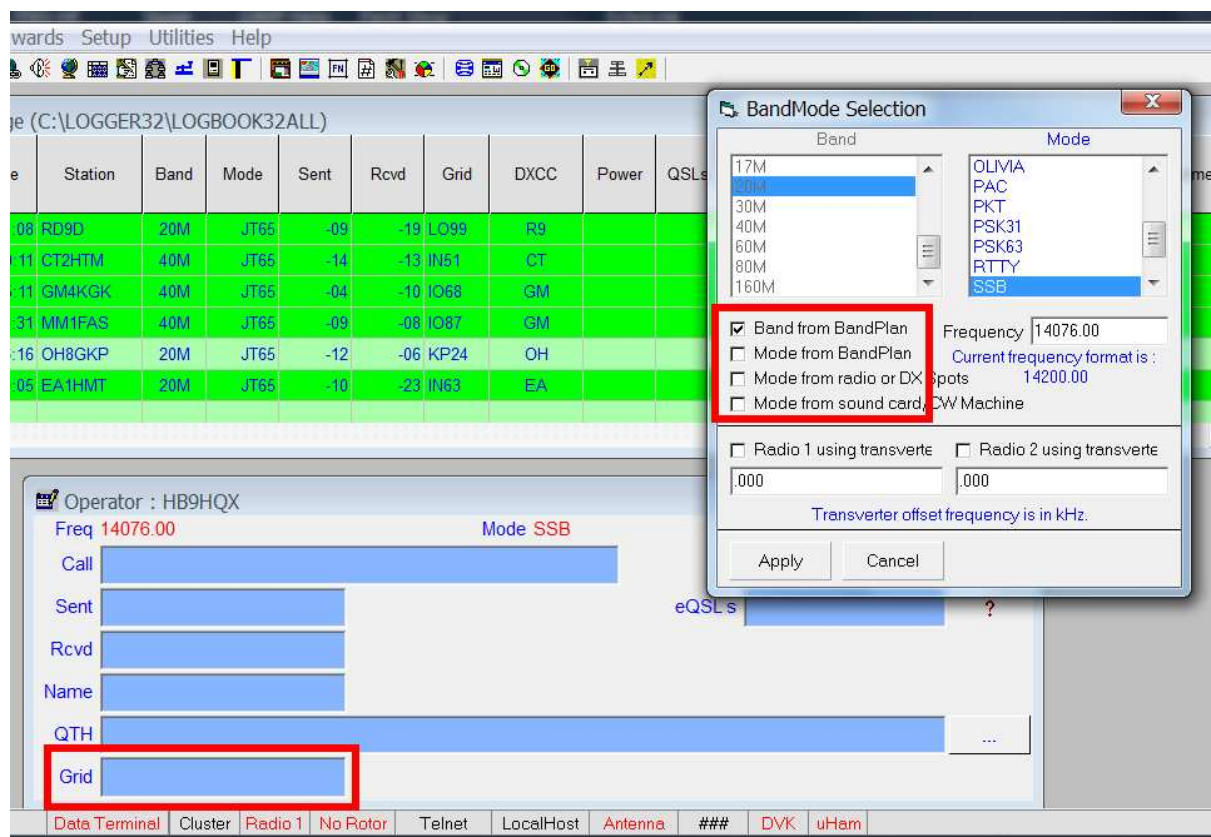 wards Setup Utilities Help
ge (C:\LOGGER32\LOGBOOK32ALL)
e Station Band Mode Sent Rcvd Grid DXCC Power QSLs me
:08 RD9D 20M JT65 -09 -19 LO99 R9
:11 CT2HTM 40M JT65 -14 -13 IN51 CT
:11 GM4KGK 40M JT65 -04 -10 IO68 GM
:31 MM1FAS 40M JT65 -09 -08 IO87 GM
:16 OH8GKP 20M JT65 -12 -06 KP24 OH
:05 EA1HMT 20M JT65 -10 -23 IN63 EA
BandMode Selection
Band Mode
17M OLIVIA
20M PAC
30M PKT
40M PSK31
60M PSK63
80M RTTY
160M SSB
Band from BandPlan Frequency 14076.00
Mode from BandPlan Current frequency format is :
Mode from radio or DX Spots 14200.00
Mode from sound card/CW Machine
Radio 1 using transverte Radio 2 using transverte
.000 .000
Transverter offset frequency is in kHz.
Apply Cancel
Operator : HB9HQX
Freq 14076.00 Mode SSB
Call
Sent eQSL s ?
Rcvd
Name
QTH ...
Grid
Data Terminal Cluster Radio 1 No Rotor Telnet LocalHost Antenna ### DVK uHam